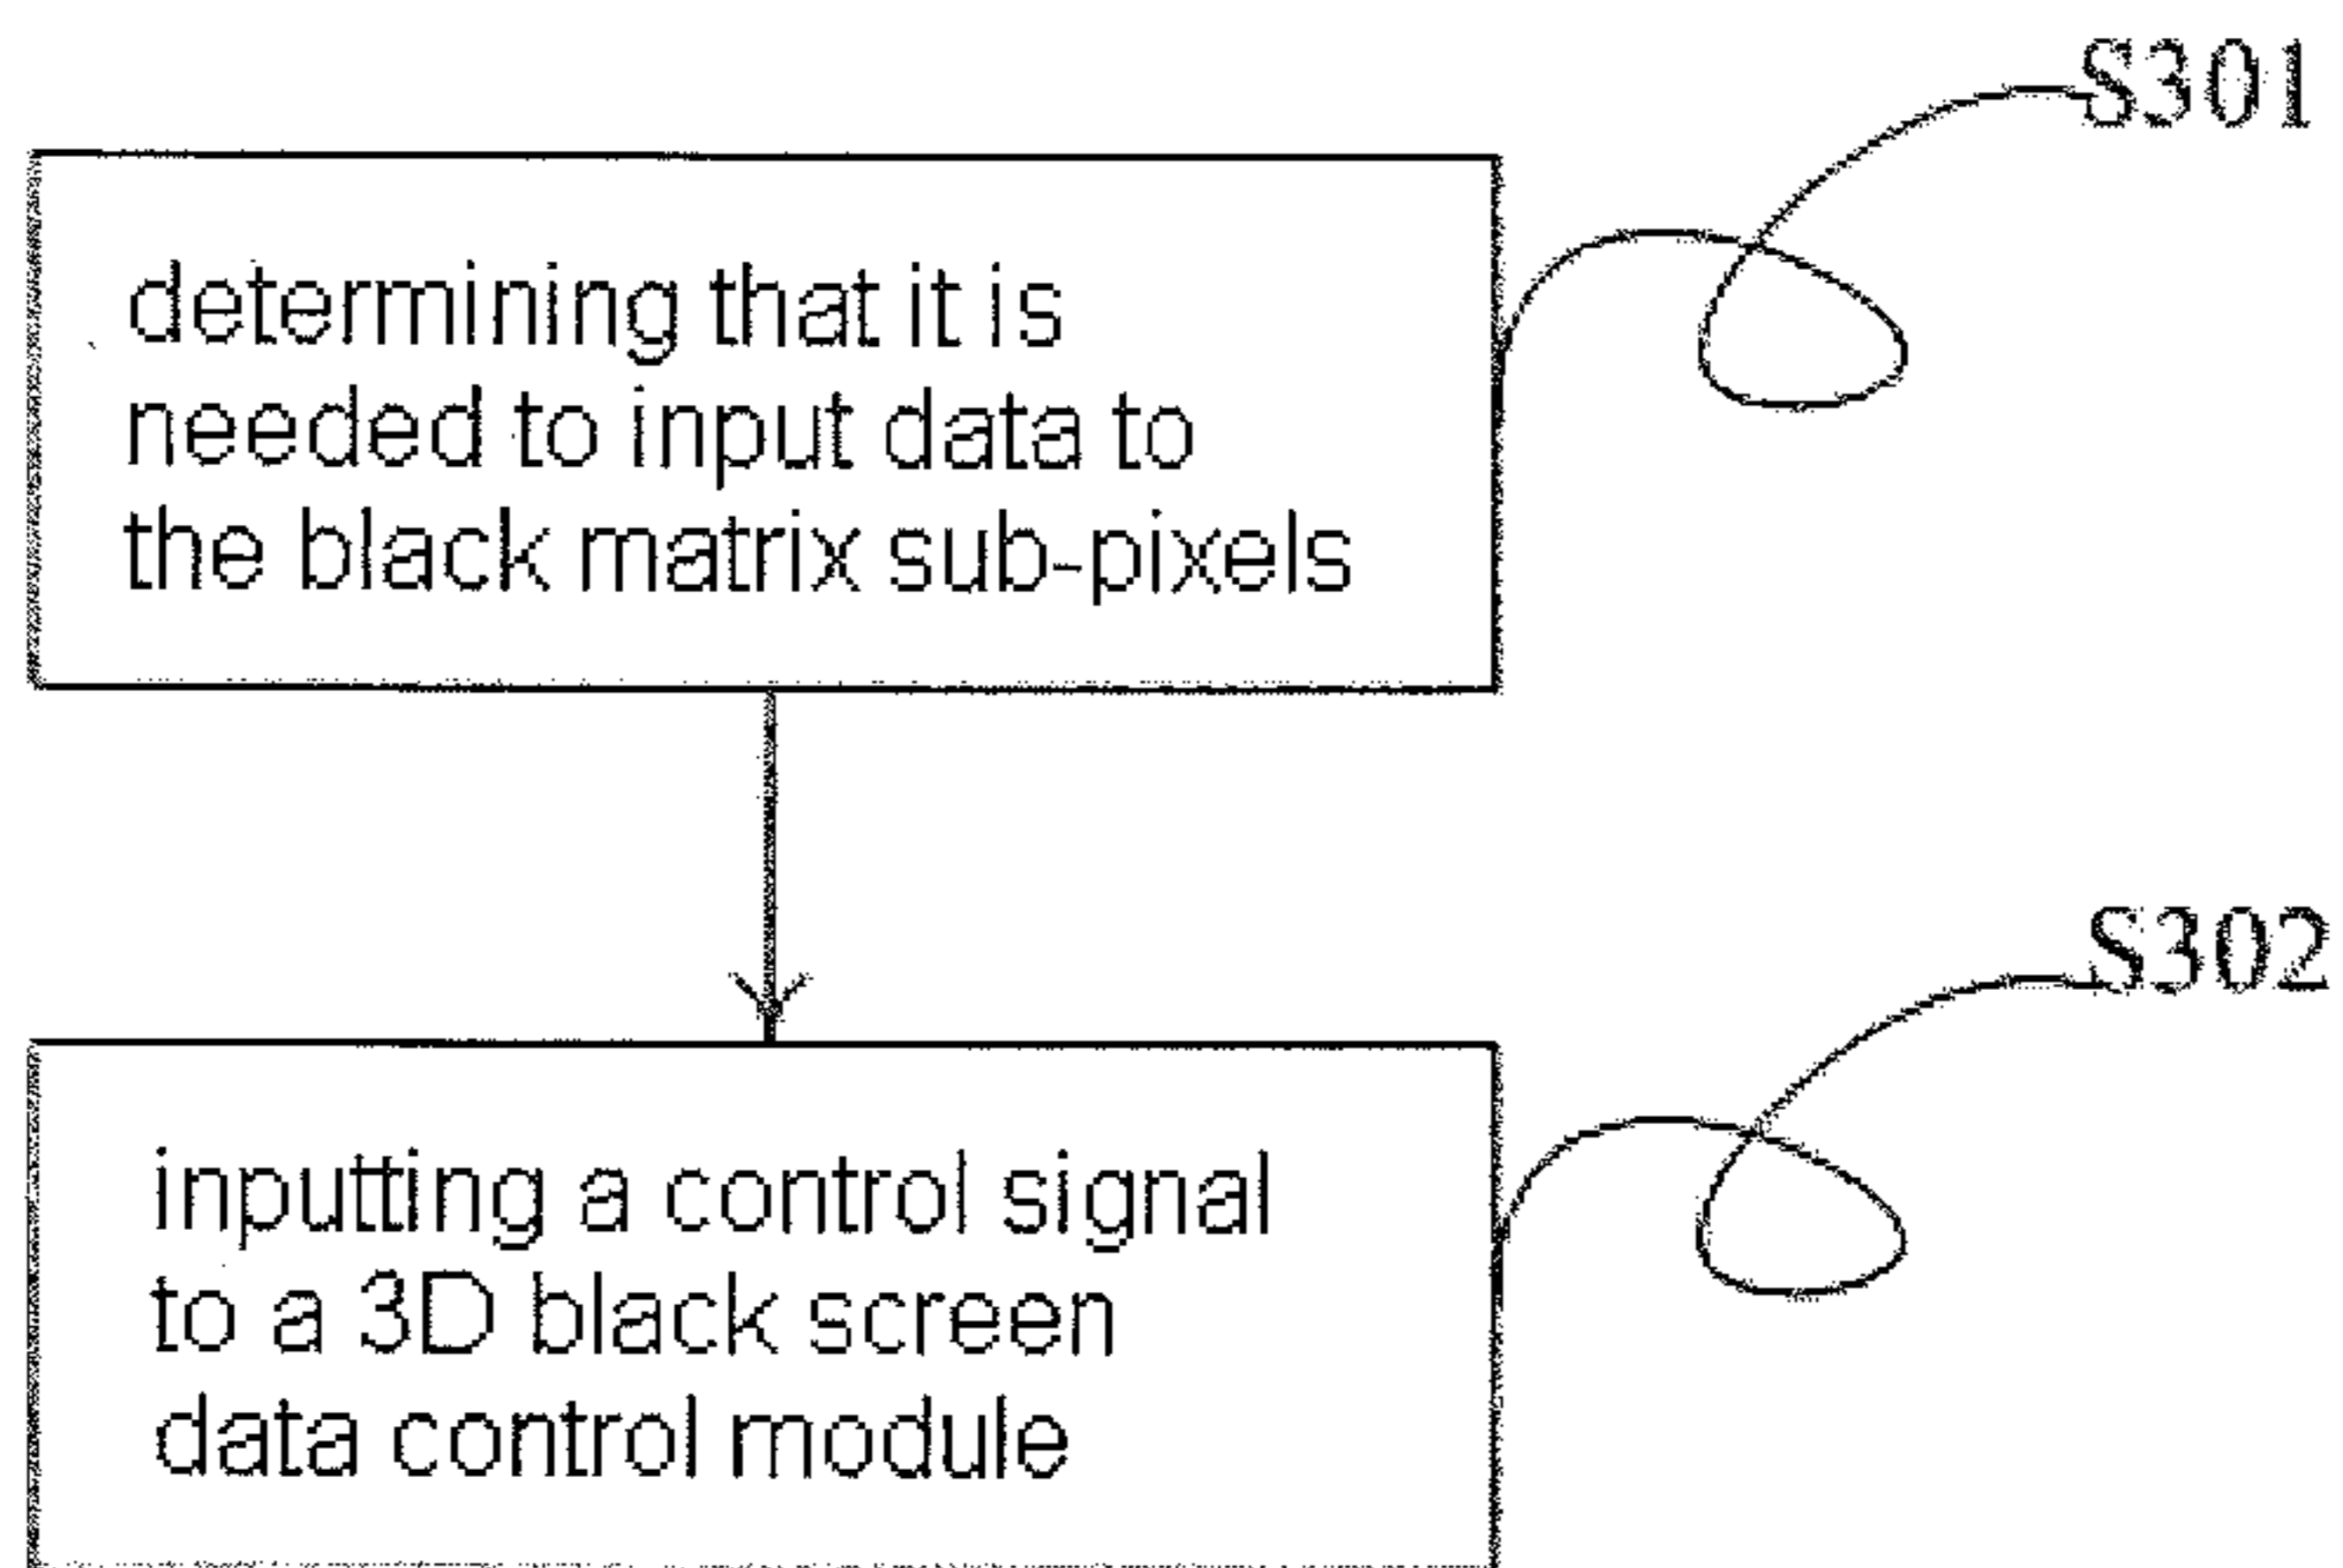 S301
determining that it is
needed to input data to
the black matrix sub-pixels
S302
inputting a control signal
to a 3D black screen
data control module